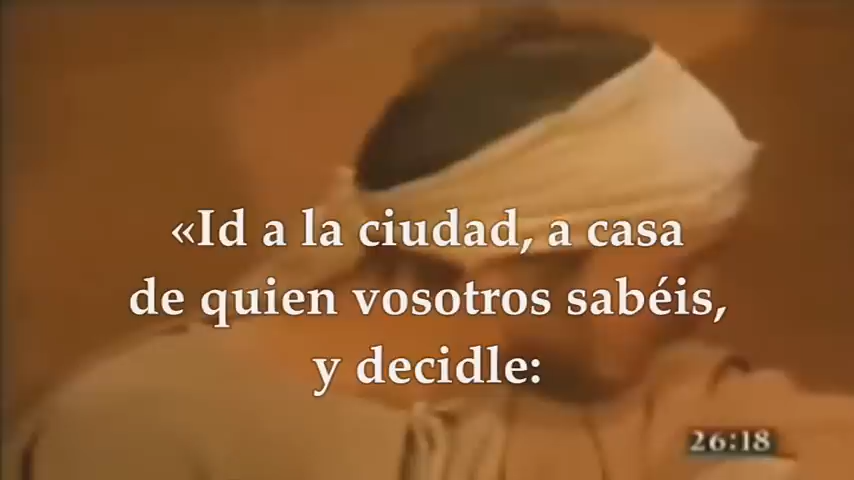 «Id a la ciudad, a casa
de quien vosotros sabéis,
y decidle:
26:18